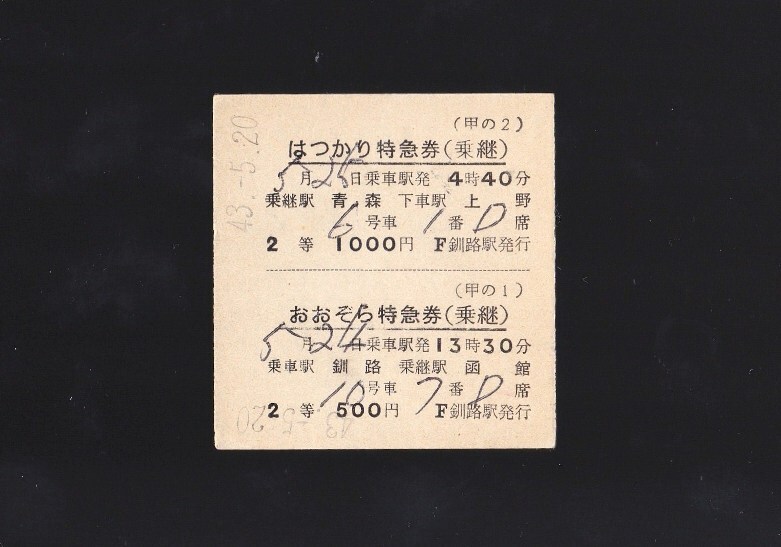 43.-5.20
(甲の2)
はつかり特急券(乗継)
5月25日乗車駅発 4時40分
乗継駅 青森 下車駅 上野
6号車 1番D席
2等 1000円 F釧路駅発行
(甲の1)
おおぞら特急券(乗継)
5月24日乗車駅発13時30分
乗車駅 釧路 乗継駅 函館
10号車 7番D席
2等 500円 F釧路駅発行
43.-5.20